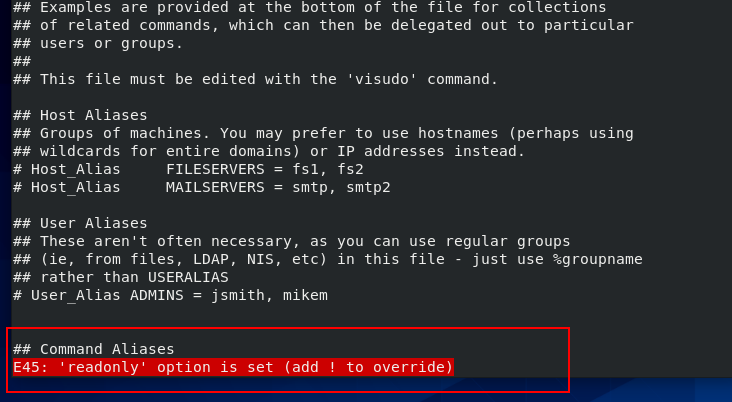 ## Examples are provided at the bottom of the file for collections
## of related commands, which can then be delegated out to particular
## users or groups.
##
## This file must be edited with the 'visudo' command.
## Host Aliases
## Groups of machines. You may prefer to use hostnames (perhaps using
## wildcards for entire domains) or IP addresses instead.
# Host_Alias     FILESERVERS = fs1, fs2
# Host_Alias     MAILSERVERS = smtp, smtp2
## User Aliases
## These aren't often necessary, as you can use regular groups
## (ie, from files, LDAP, NIS, etc) in this file - just use %groupname
## rather than USERALIAS
# User_Alias ADMINS = jsmith, mikem
## Command Aliases
E45: 'readonly' option is set (add ! to override)